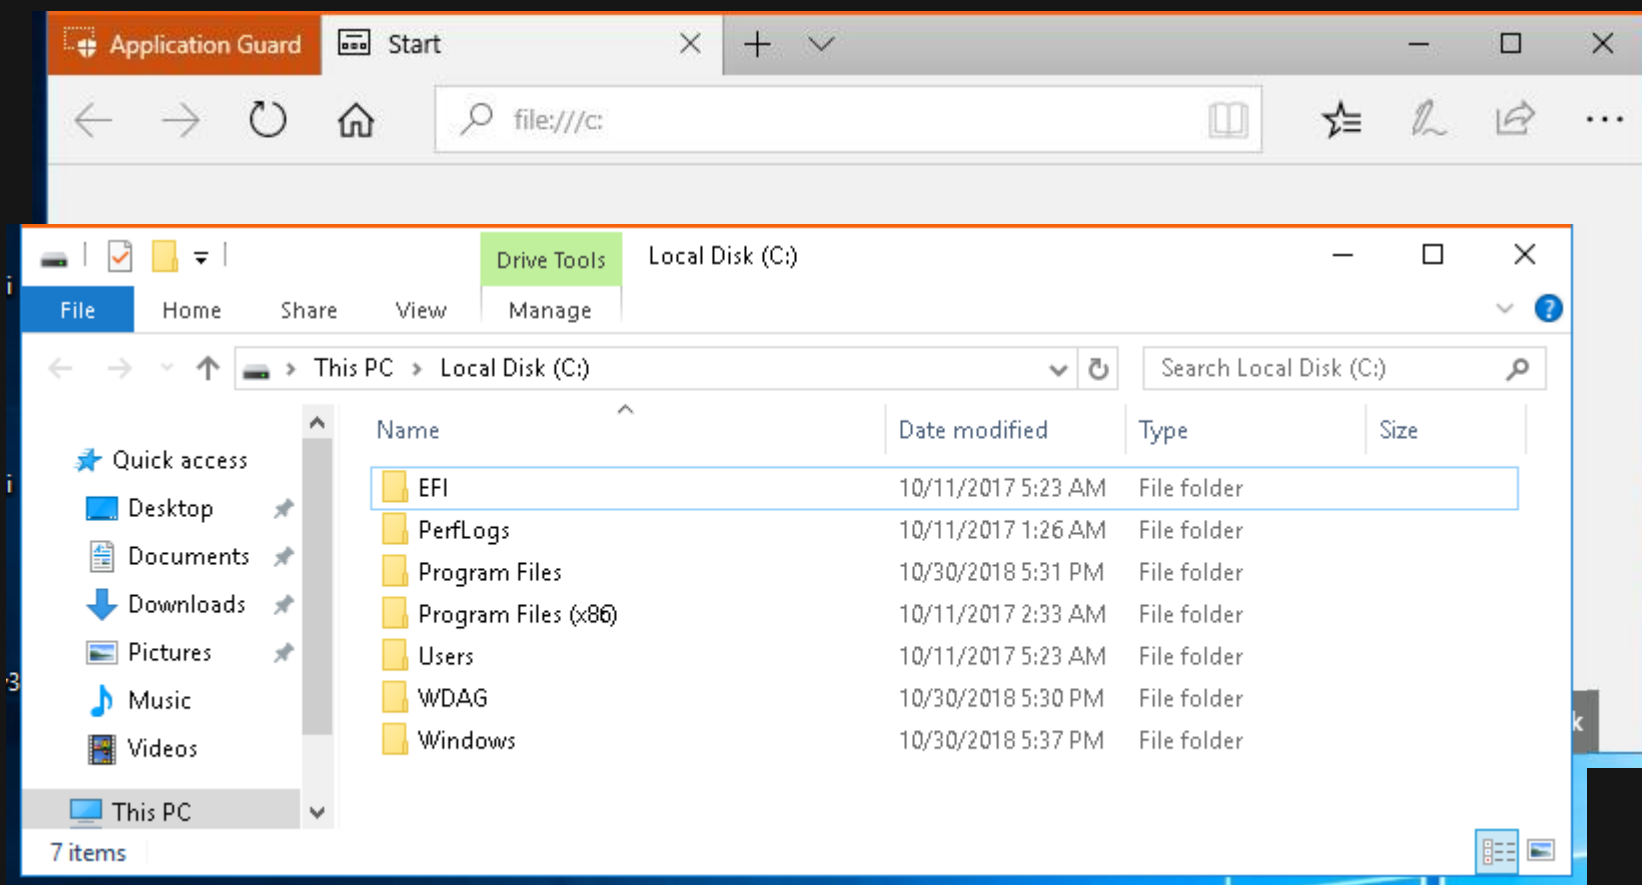 Application Guard Start
file:///c:
Drive Tools Local Disk (C:)
File Home Share View Manage
This PC Local Disk (C:) Search Local Disk (C:)
Name Date modified Type Size
Quick access
Desktop
Documents
Downloads
Pictures
Music
Videos
This PC
EFI 10/11/2017 5:23 AM File folder
PerfLogs 10/11/2017 1:26 AM File folder
Program Files 10/30/2018 5:31 PM File folder
Program Files (x86) 10/11/2017 2:33 AM File folder
Users 10/11/2017 5:23 AM File folder
WDAG 10/30/2018 5:30 PM File folder
Windows 10/30/2018 5:37 PM File folder
7 items